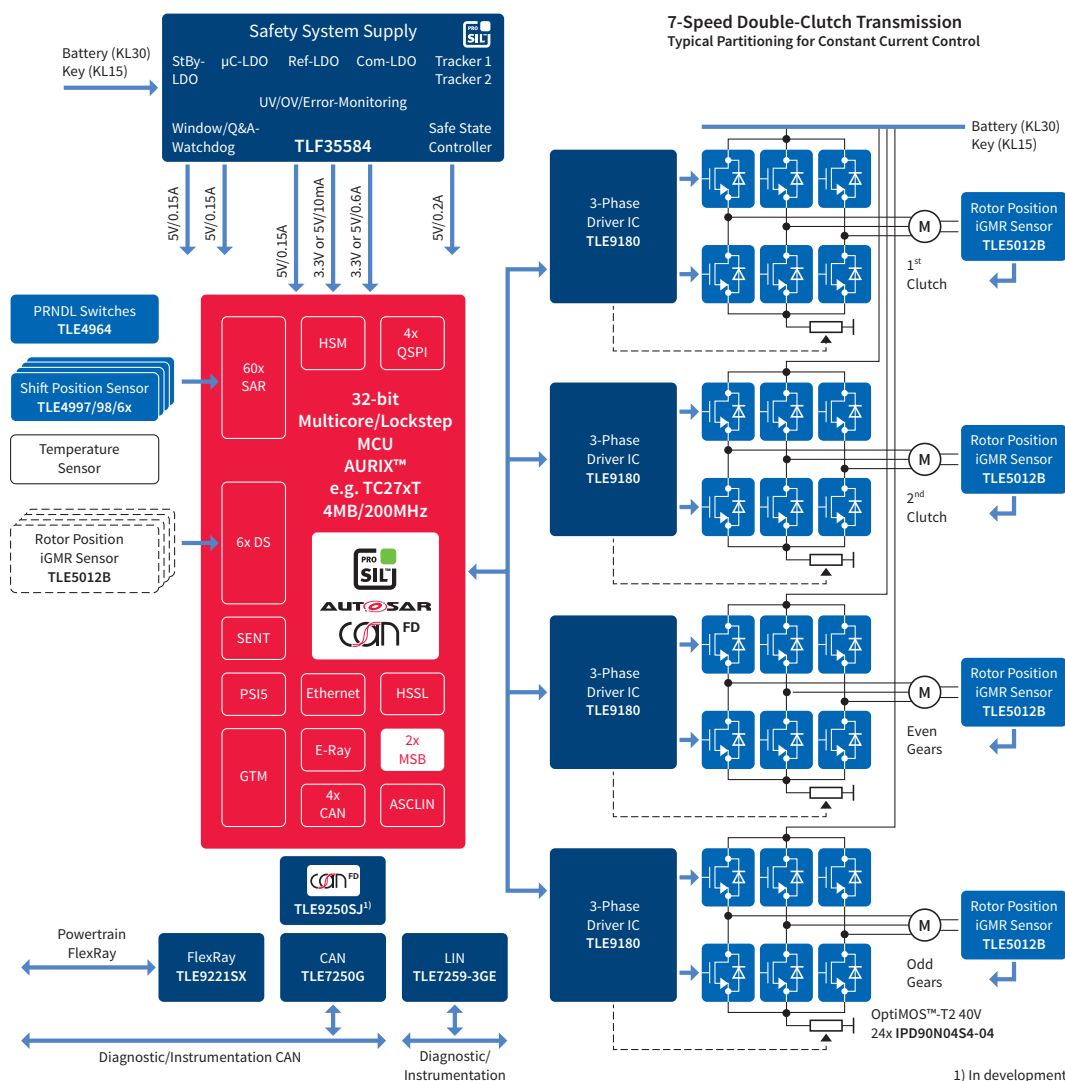 7-Speed Double-Clutch Transmission
Typical Partitioning for Constant Current Control
Battery (KL30)
Key (KL15)
Safety System Supply
PRO
SIL™
StBy-
LDO
µC-LDO
Ref-LDO
Com-LDO
Tracker 1
Tracker 2
UV/OV/Error-Monitoring
Window/Q&A-
Watchdog
TLF35584
Safe State
Controller
5V/0.15A
5V/0.15A
5V/0.15A
3.3V or 5V/10mA
3.3V or 5V/0.6A
5V/0.2A
PRNDL Switches
TLE4964
Shift Position Sensor
TLE4997/98/6x
Temperature
Sensor
Rotor Position
iGMR Sensor
TLE5012B
60x
SAR
HSM
4x
QSPI
32-bit
Multicore/Lockstep
MCU
AURIX™
e.g. TC27xT
4MB/200MHz
6x DS
PRO
SIL™
AUTOSAR
CAN FD
SENT
PSI5
Ethernet
HSSL
GTM
E-Ray
2x
MSB
4x
CAN
ASCLIN
CAN FD
TLE9250SJ1)
Powertrain
FlexRay
FlexRay
TLE9221SX
CAN
TLE7250G
LIN
TLE7259-3GE
Diagnostic/Instrumentation CAN
Diagnostic/
Instrumentation
Battery (KL30)
Key (KL15)
3-Phase
Driver IC
TLE9180
M
1st
Clutch
Rotor Position
iGMR Sensor
TLE5012B
3-Phase
Driver IC
TLE9180
M
2nd
Clutch
Rotor Position
iGMR Sensor
TLE5012B
3-Phase
Driver IC
TLE9180
M
Even
Gears
Rotor Position
iGMR Sensor
TLE5012B
3-Phase
Driver IC
TLE9180
M
Odd
Gears
Rotor Position
iGMR Sensor
TLE5012B
OptiMOS™-T2 40V
24x IPD90N04S4-04
1) In development